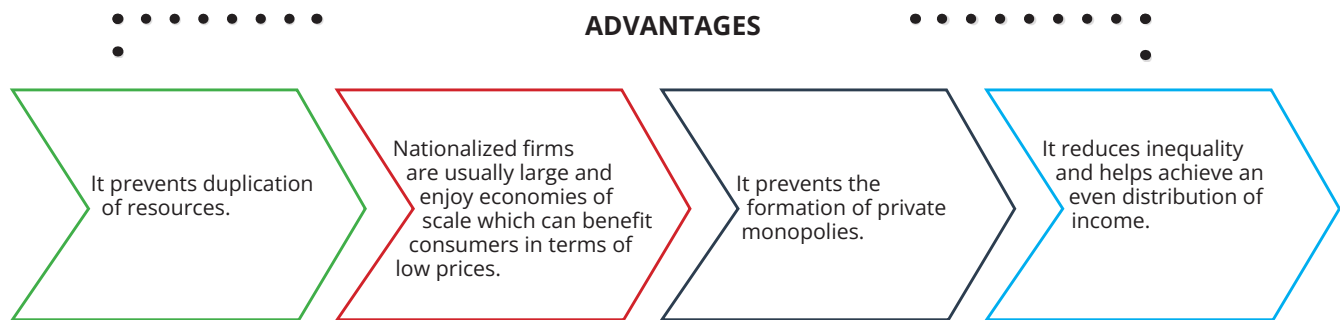 ADVANTAGES
It prevents duplication
of resources.
Nationalized firms
are usually large and
enjoy economies of
scale which can benefit
consumers in terms of
low prices.
It prevents the
formation of private
monopolies.
It reduces inequality
and helps achieve an
even distribution of
income.